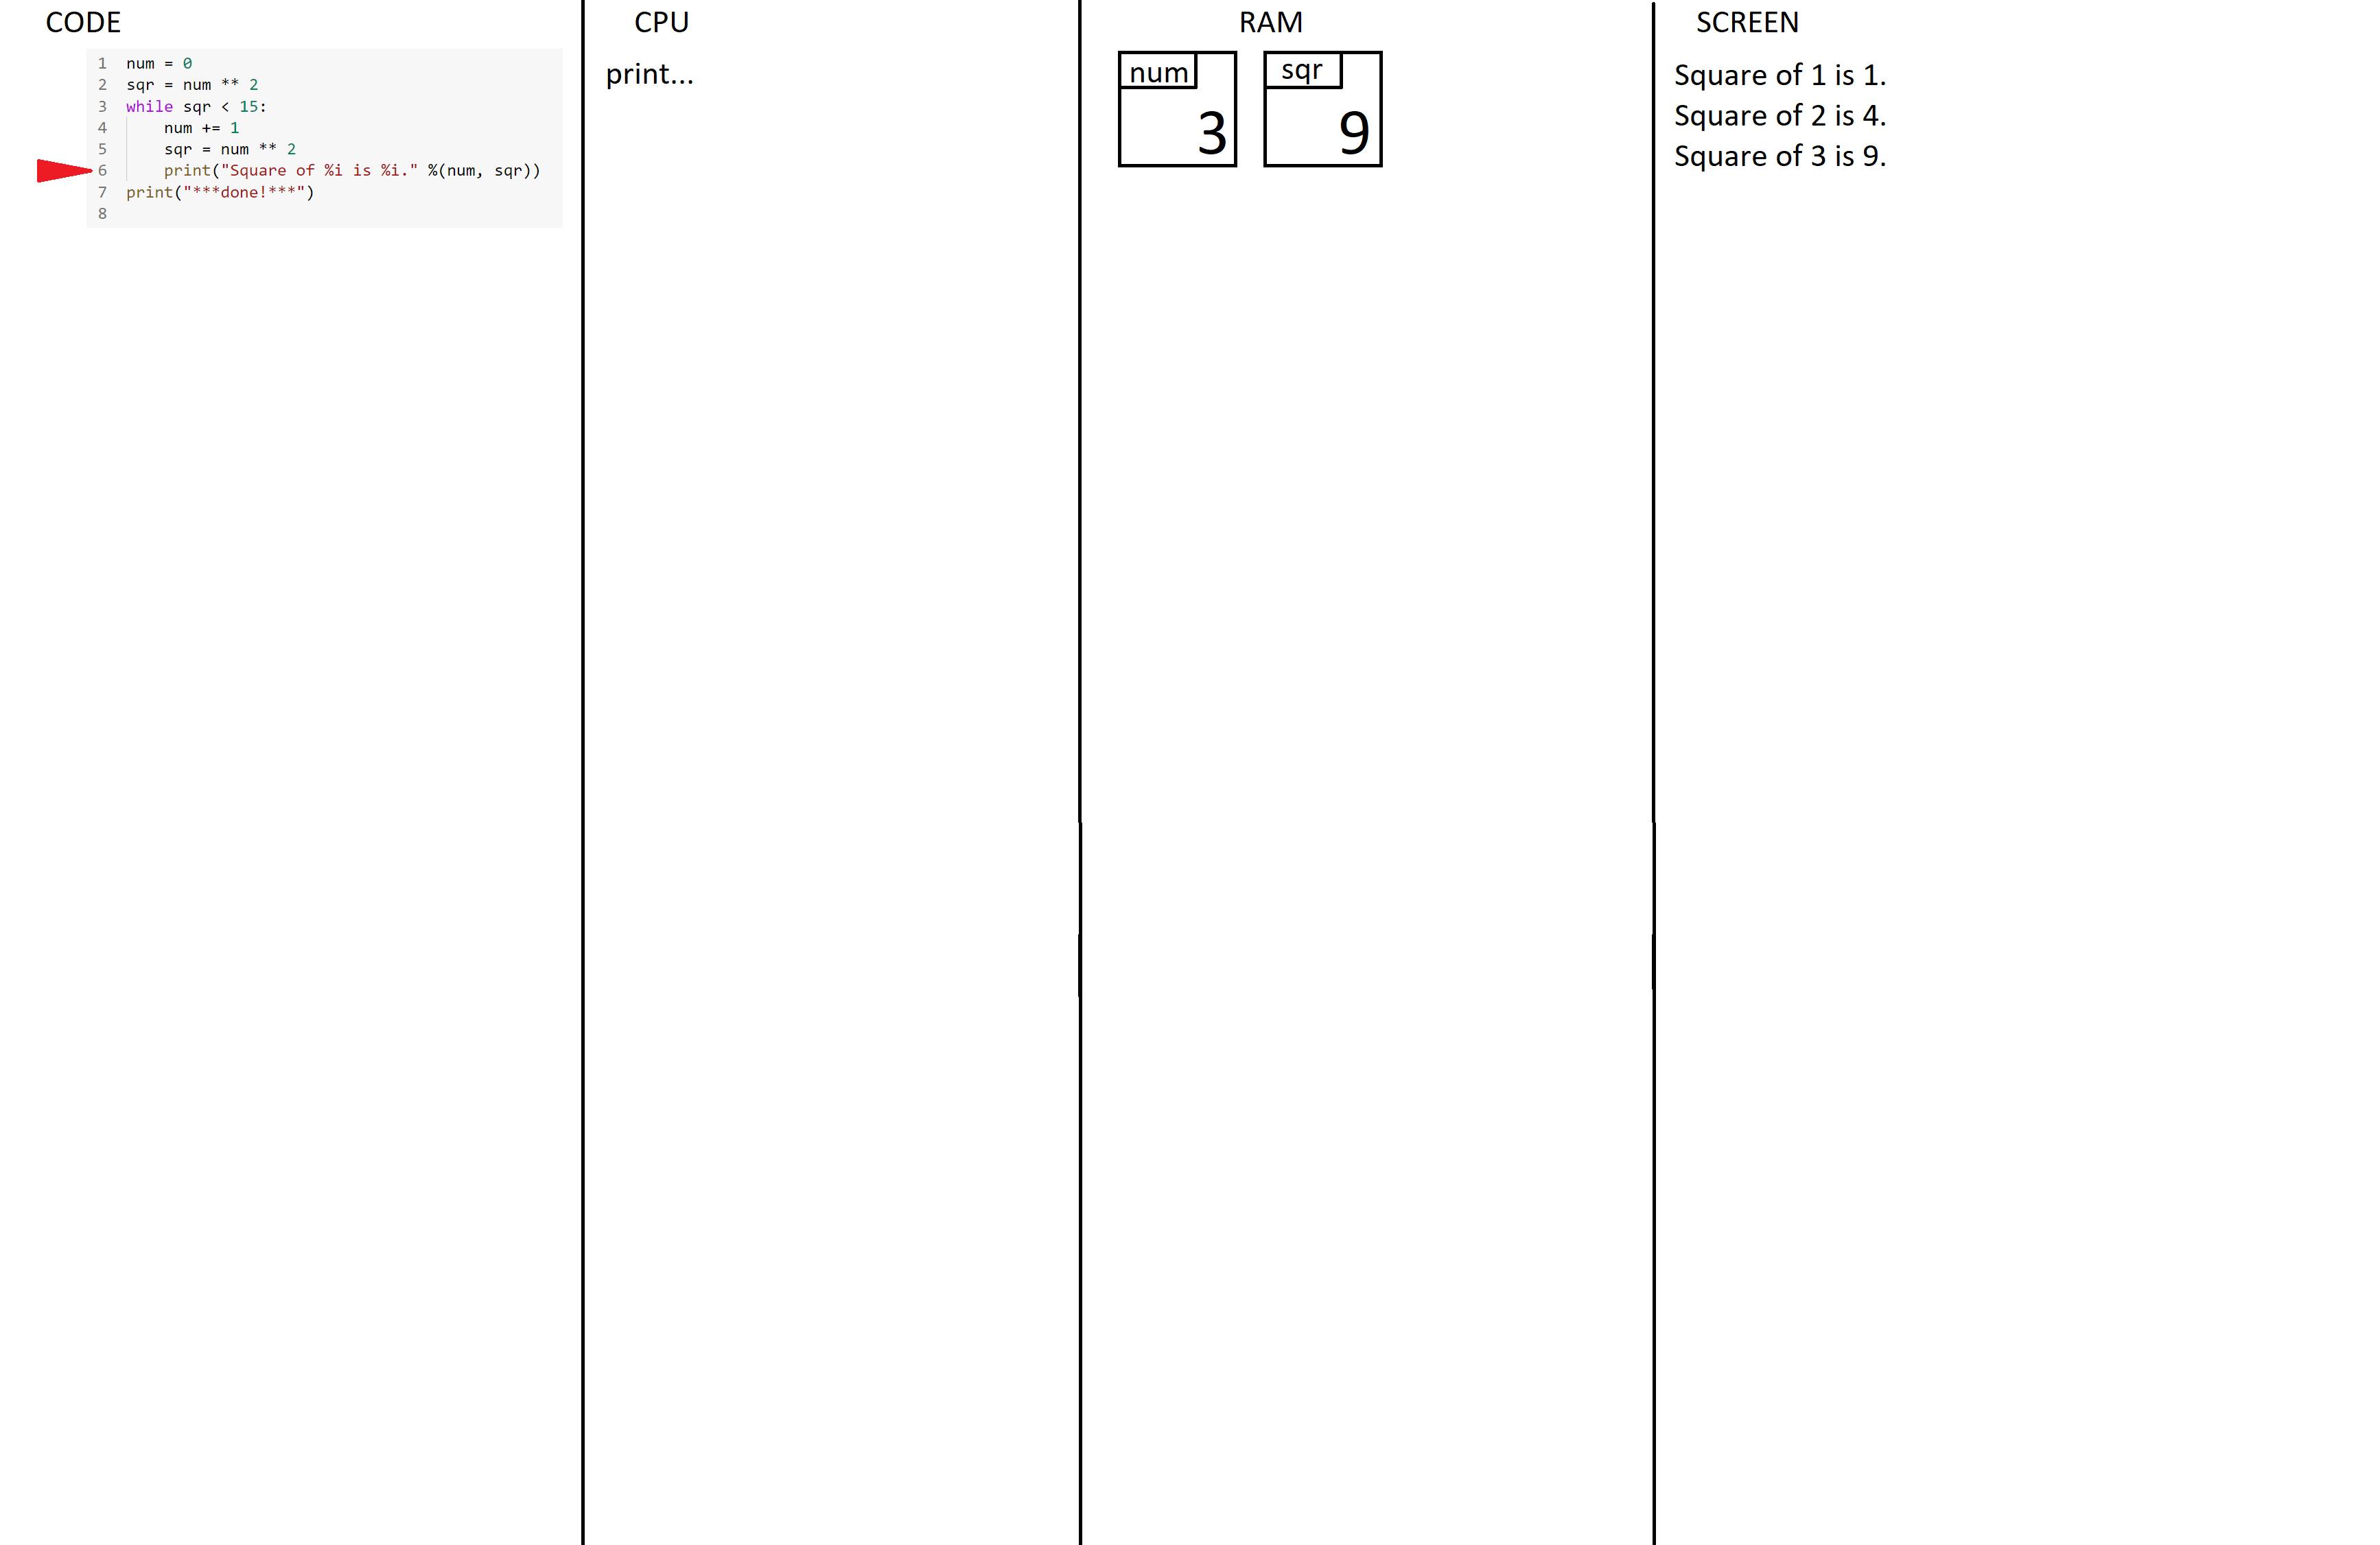 CODE
1 num = 0
2 sqr = num ** 2
3 while sqr < 15:
4     num += 1
5     sqr = num ** 2
6     print("Square of %i is %i." %(num, sqr))
7 print("***done!***")
8
CPU
print...
RAM
num
3
sqr
9
SCREEN
Square of 1 is 1.
Square of 2 is 4.
Square of 3 is 9.